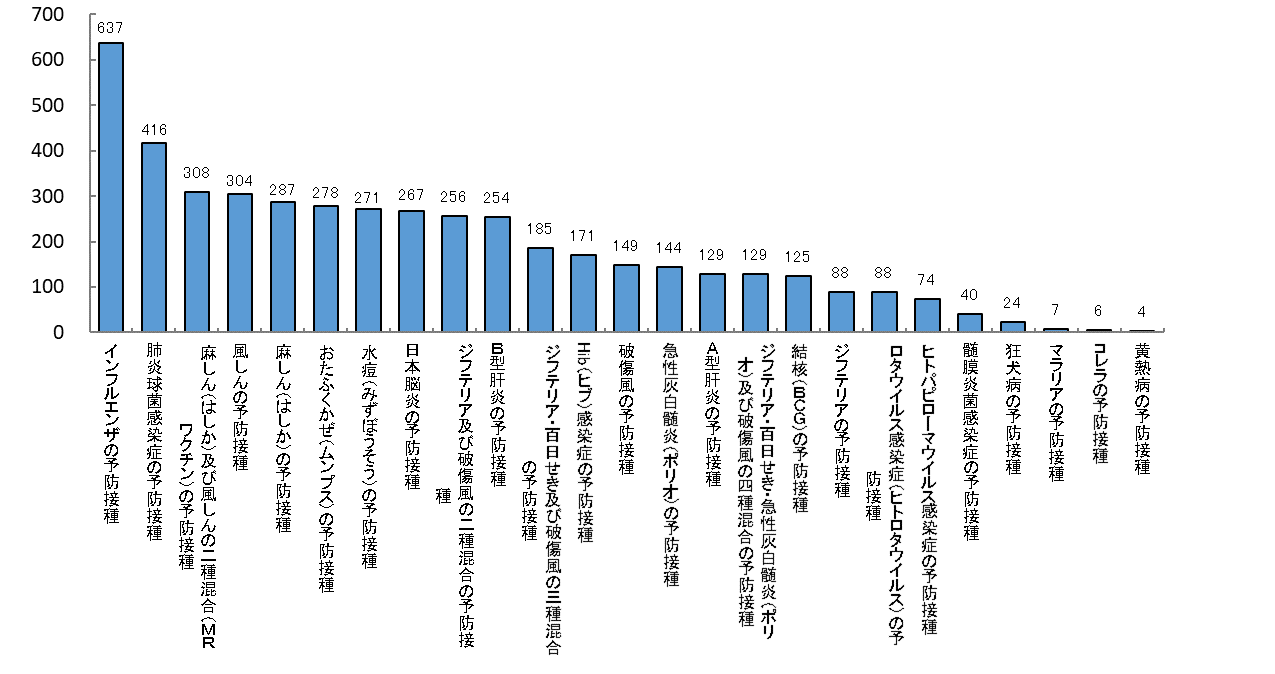 700
600
500
400
300
200
100
0
637
416
308
304
287
278
271
267
256
254
185
171
149
144
129
129
125
88
88
74
40
24
7
6
4
インフルエンザの予防接種
肺炎球菌感染症の予防接種
麻しん(はしか)及び風しんの二種混合(MR
ワクチン)の予防接種
風しんの予防接種
麻しん(はしか)の予防接種
おたふくかぜ(ムンプス)の予防接種
水痘(みずぼうそう)の予防接種
日本脳炎の予防接種
ジフテリア及び破傷風の二種混合の予防接
種
B型肝炎の予防接種
ジフテリア・百日せき及び破傷風の三種混合
の予防接種
Hib(ヒブ)感染症の予防接種
破傷風の予防接種
急性灰白髄炎(ポリオ)の予防接種
A型肝炎の予防接種
ジフテリア・百日せき・急性灰白髄炎(ポリ
オ)及び破傷風の四種混合の予防接種
結核(BCG)の予防接種
ジフテリアの予防接種
ロタウイルス感染症(ヒトロタウイルス)の予
防接種
ヒトパピローマウイルス感染症の予防接種
髄膜炎菌感染症の予防接種
狂犬病の予防接種
マラリアの予防接種
コレラの予防接種
黄熱病の予防接種